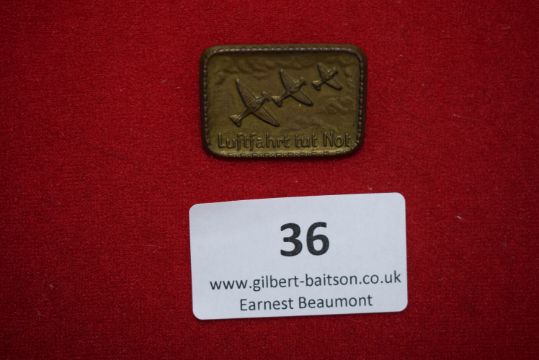 Luftfahrt tut Not
36
www.gilbert-baitson.co.uk
Earnest Beaumont